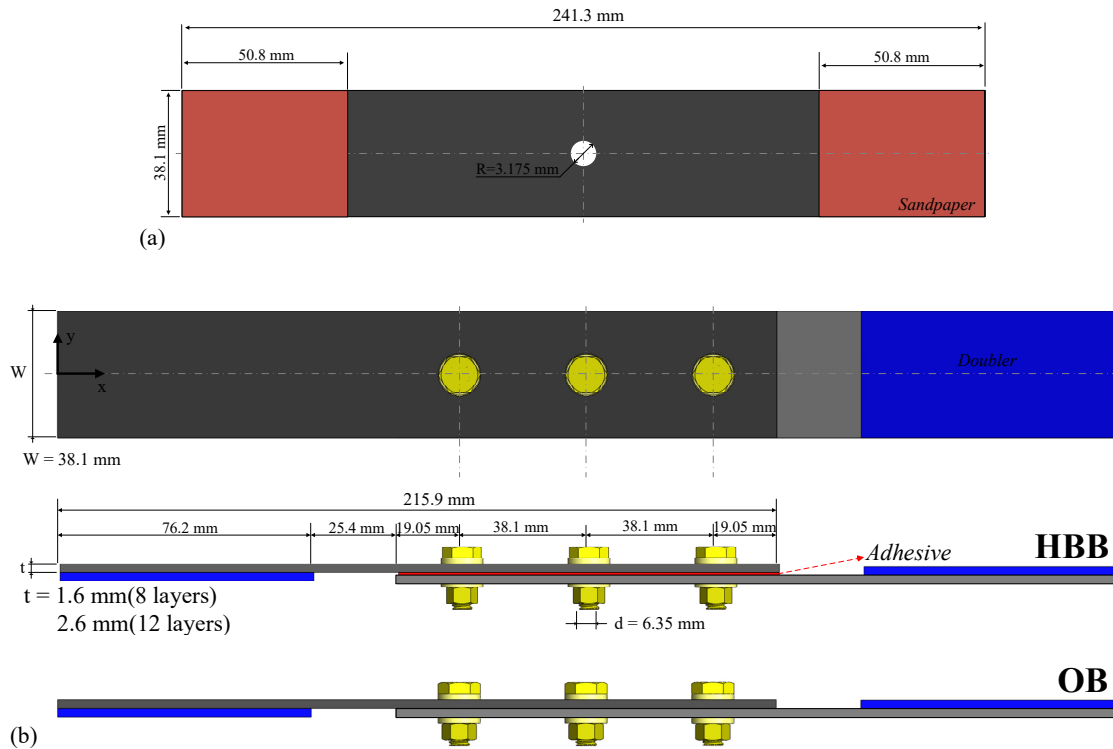 241.3 mm
50.8 mm
50.8 mm
38.1 mm
R=3.175 mm
Sandpaper
(a)
y
W
x
Doubler
W = 38.1 mm
215.9 mm
76.2 mm
25.4 mm
19.05 mm
38.1 mm
38.1 mm
19.05 mm
HBB
Adhesive
t
t = 1.6 mm(8 layers)
2.6 mm(12 layers)
d = 6.35 mm
OB
(b)